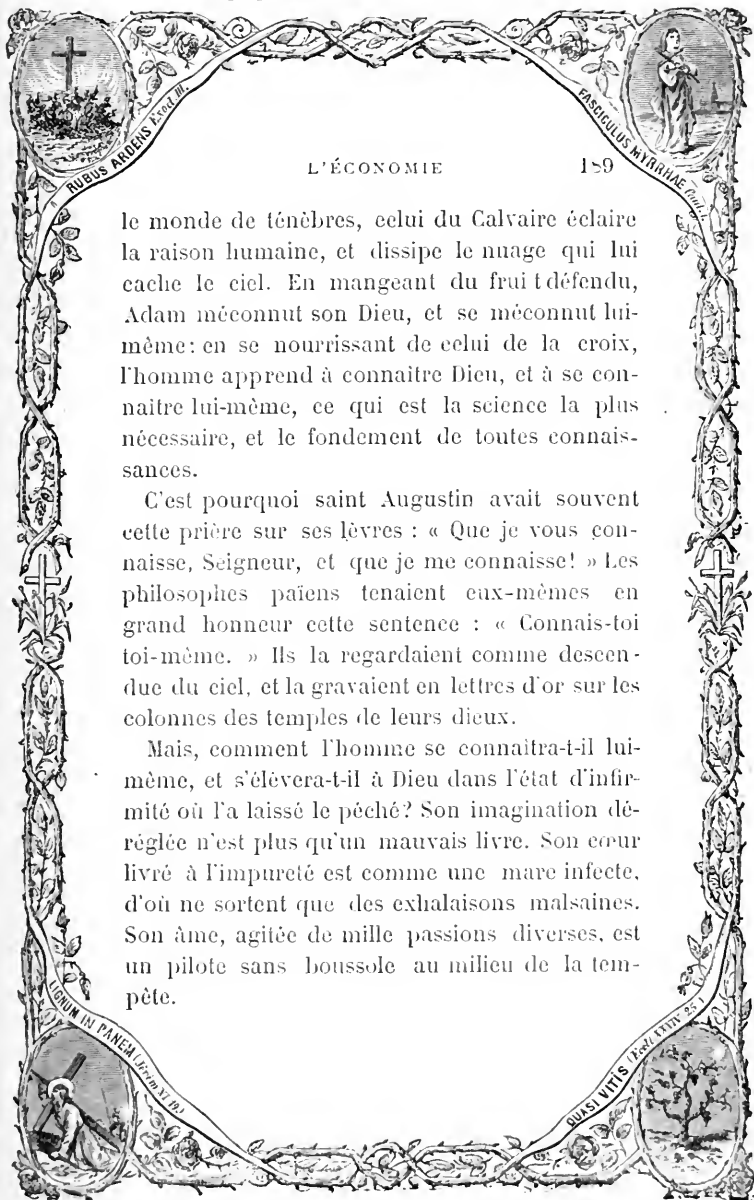 RUBUS ARDENS Exod. III.
FASCICULUS MYRRHAE
L'ÉCONOMIE 189
le monde de ténèbres, celui du Calvaire éclaire
la raison humaine, et dissipe le nuage qui lui
cache le ciel. En mangeant du frui t défendu,
Adam méconnut son Dieu, et se méconnut lui-
même: en se nourrissant de celui de la croix,
l'homme apprend à connaitre Dieu, et à se con-
naitre lui-même, ce qui est la science la plus
nécessaire, et le fondement de toutes connais-
sances.
C'est pourquoi saint Augustin avait souvent
cette prière sur ses lèvres : « Que je vous con-
naisse, Seigneur, et que je me connaisse! » Les
philosophes païens tenaient eux-mêmes en
grand honneur cette sentence : « Connais-toi
toi-même. » Ils la regardaient comme descen-
due du ciel, et la gravaient en lettres d'or sur les
colonnes des temples de leurs dieux.
Mais, comment l'homme se connaîtra-t-il lui-
même, et s'élèvera-t-il à Dieu dans l'état d'infir-
mité où l'a laissé le péché? Son imagination dé-
réglée n'est plus qu'un mauvais livre. Son cœur
livré à l'impureté est comme une mare infecte,
d'où ne sortent que des exhalaisons malsaines.
Son âme, agitée de mille passions diverses, est
un pilote sans boussole au milieu de la tem-
pête.
LIGNUM IN PANEM (Jérém XI 19)
QUASI VITIS (Eccl. XXIV 23)